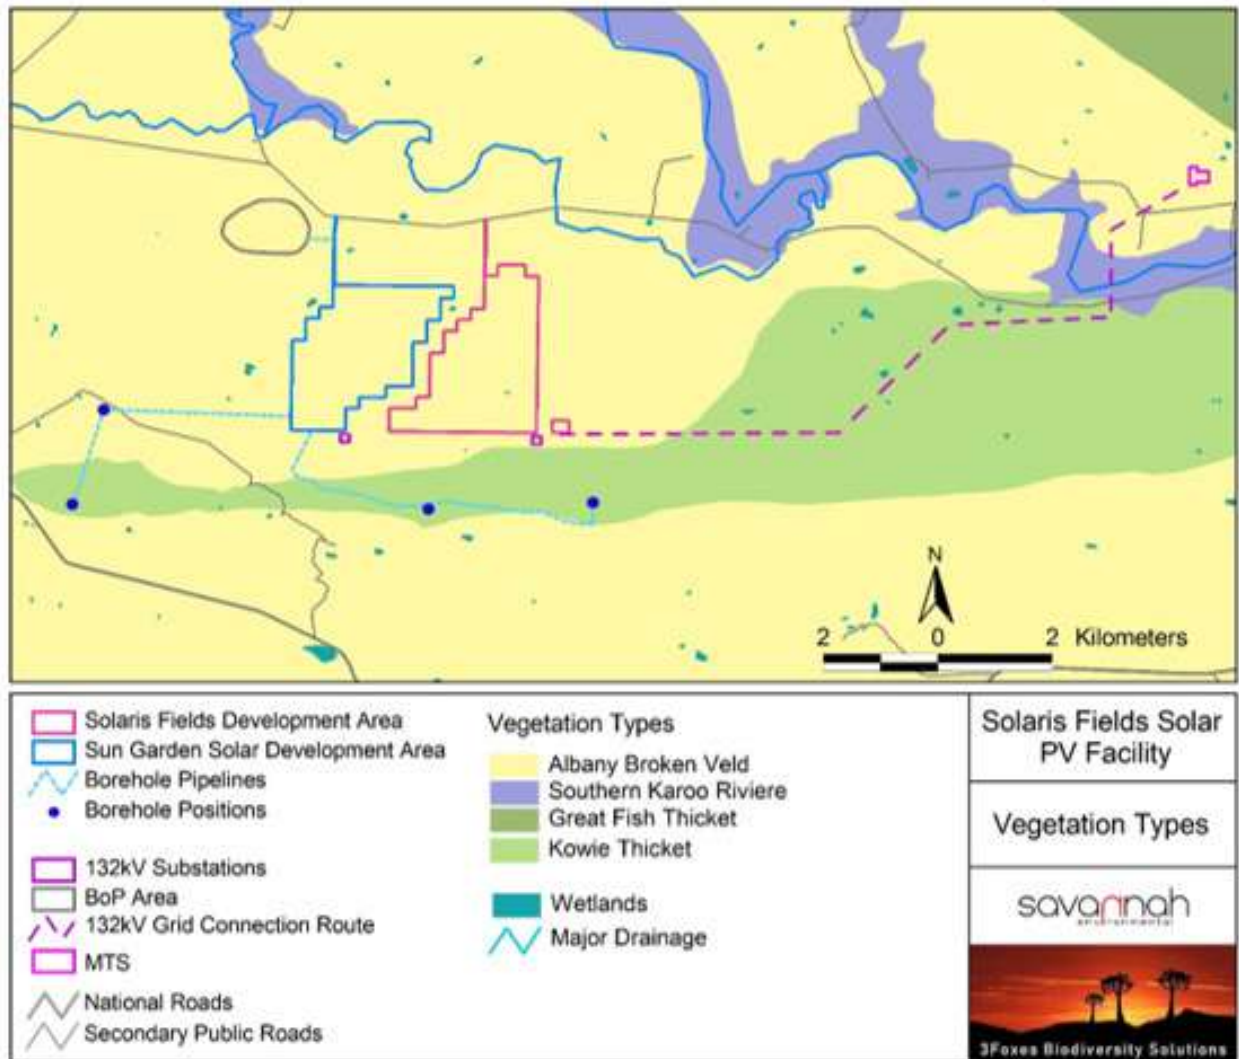 N
2 0 2 Kilometers
Solaris Fields Development Area
Sun Garden Solar Development Area
Borehole Pipelines
Borehole Positions
132kV Substations
BoP Area
132kV Grid Connection Route
MTS
National Roads
Secondary Public Roads
Vegetation Types
Albany Broken Veld
Southern Karoo Riviere
Great Fish Thicket
Kowie Thicket
Wetlands
Major Drainage
Solaris Fields Solar
PV Facility
Vegetation Types
savannah
environmental
3Foxes Biodiversity Solutions